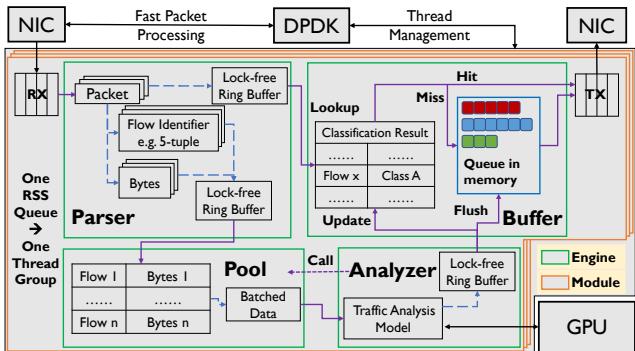 NIC
Fast Packet
Processing
DPDK
Thread
Management
NIC
RX
Packet
Lock-free
Ring Buffer
Flow Identifier
e.g. 5-tuple
Bytes
Lock-free
Ring Buffer
Parser
One
RSS
Queue
→
One
Thread
Group
Lookup
Hit
Miss
Classification Result
......
......
Flow x
Class A
......
......
Queue in
memory
TX
Update
Flush
Buffer
Flow 1
Bytes 1
......
......
Flow n
Bytes n
Pool
Batched
Data
Call
Analyzer
Lock-free
Ring Buffer
Traffic Analysis
Model
Engine
Module
GPU